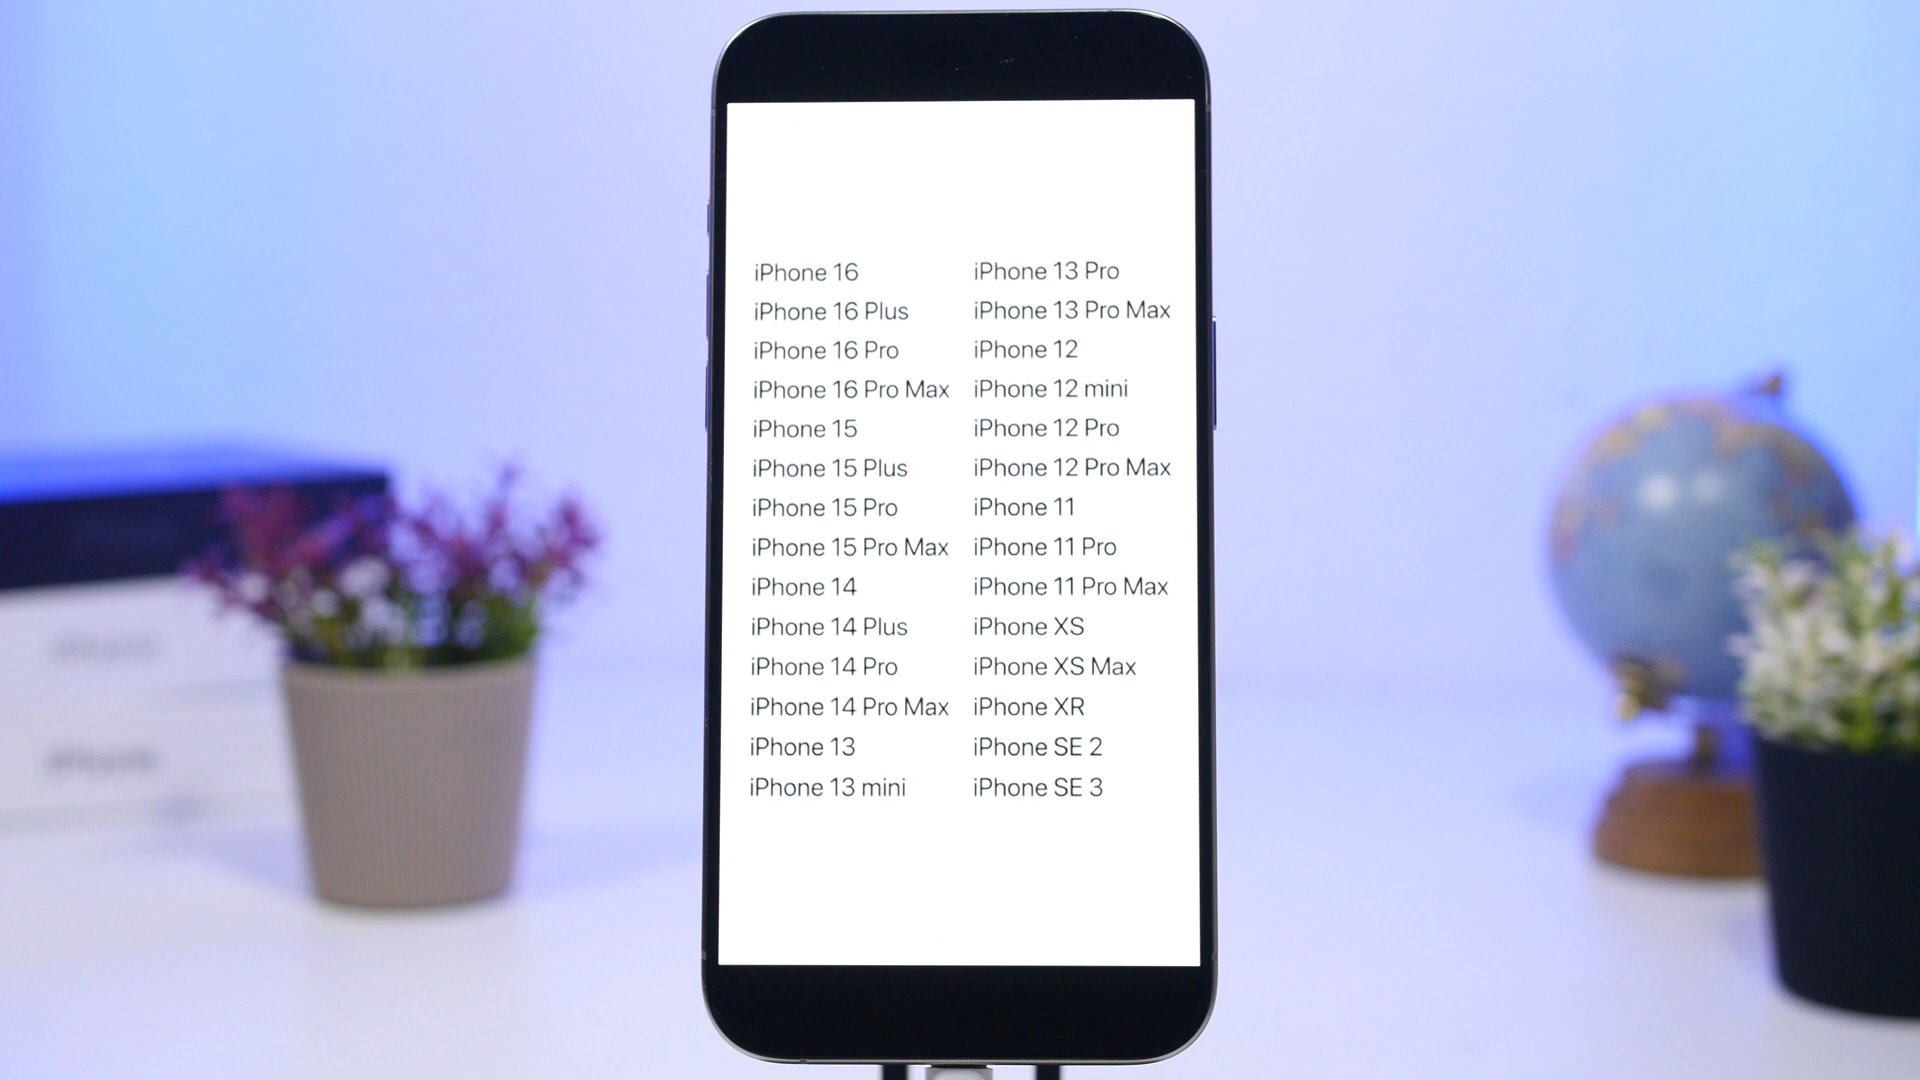 iPhone 16
iPhone 16 Plus
iPhone 16 Pro
iPhone 16 Pro Max
iPhone 15
iPhone 15 Plus
iPhone 15 Pro
iPhone 15 Pro Max
iPhone 14
iPhone 14 Plus
iPhone 14 Pro
iPhone 14 Pro Max
iPhone 13
iPhone 13 mini
iPhone 13 Pro
iPhone 13 Pro Max
iPhone 12
iPhone 12 mini
iPhone 12 Pro
iPhone 12 Pro Max
iPhone 11
iPhone 11 Pro
iPhone 11 Pro Max
iPhone XS
iPhone XS Max
iPhone XR
iPhone SE 2
iPhone SE 3